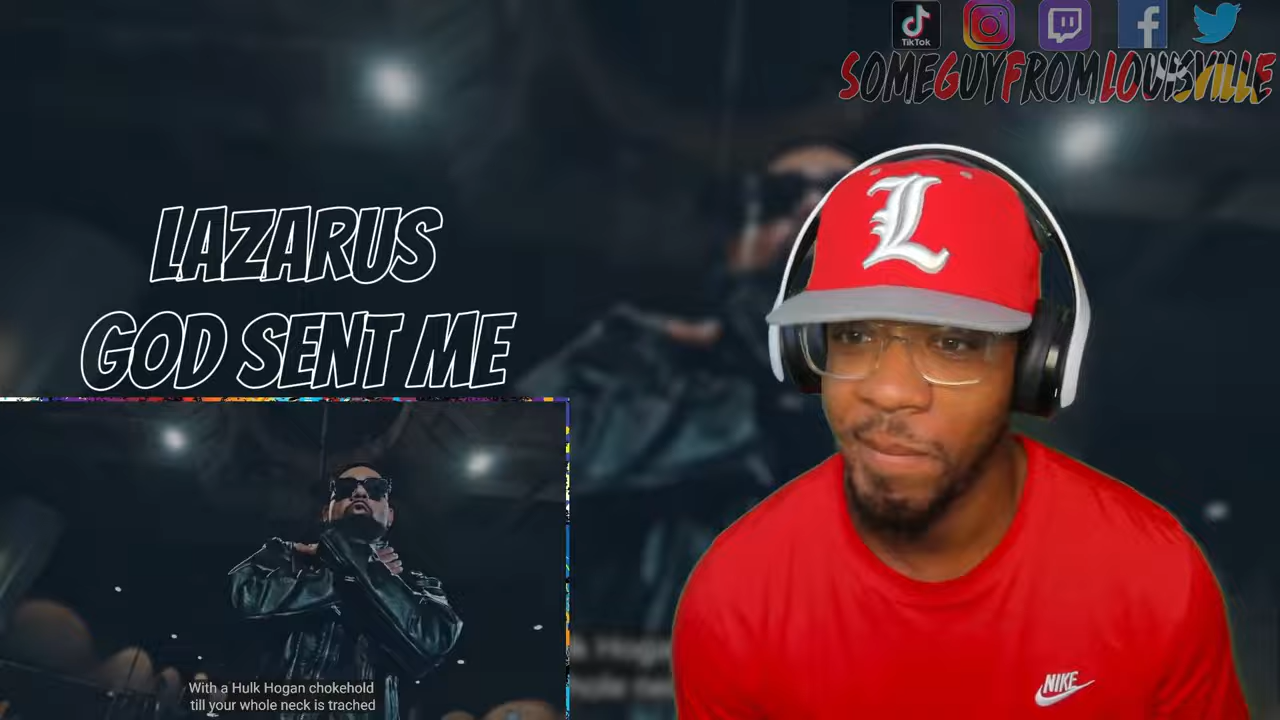 TikTok
SOMEGUYFROMLOUISVILLE
LAZARUS
GOD SENT ME
L
NIKE
With a Hulk Hogan chokehold
till your whole neck is trached